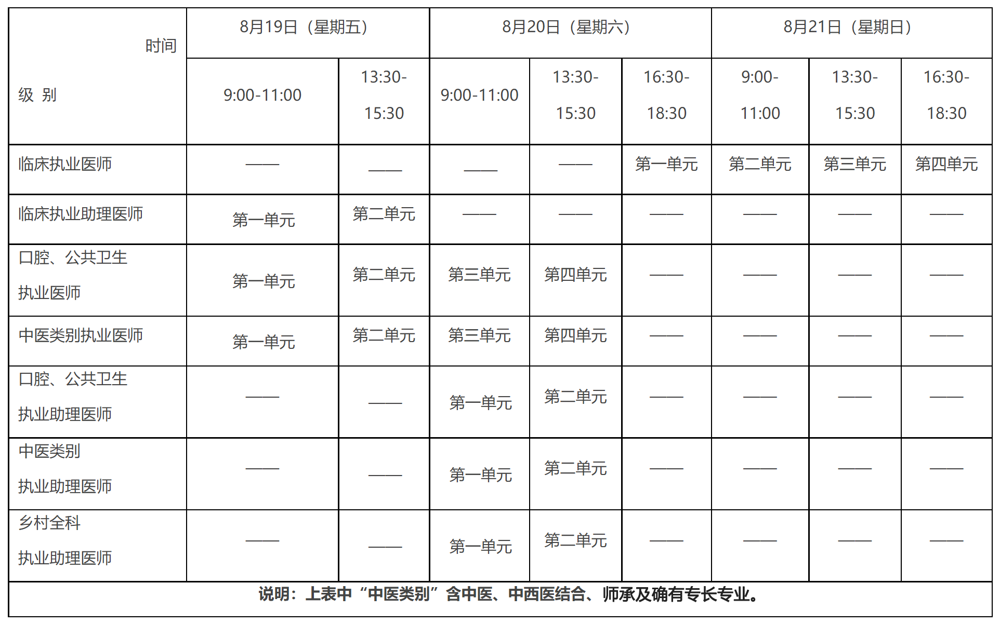 时间
级 别
8月19日（星期五）
8月20日（星期六）
8月21日（星期日）
9:00-11:00
13:30-
15:30
9:00-11:00
13:30-
15:30
16:30-
18:30
9:00-
11:00
13:30-
15:30
16:30-
18:30
临床执业医师 —— —— —— —— 第一单元 第二单元 第三单元 第四单元
临床执业助理医师 第一单元 第二单元 —— —— —— —— —— ——
口腔、公共卫生
执业医师
第一单元 第二单元 第三单元 第四单元 —— —— —— ——
中医类别执业医师 第一单元 第二单元 第三单元 第四单元 —— —— —— ——
口腔、公共卫生
执业助理医师
—— —— 第一单元 第二单元 —— —— —— ——
中医类别
执业助理医师
—— —— 第一单元 第二单元 —— —— —— ——
乡村全科
执业助理医师
—— —— 第一单元 第二单元 —— —— —— ——
说明：上表中“中医类别”含中医、中西医结合、师承及确有专长专业。